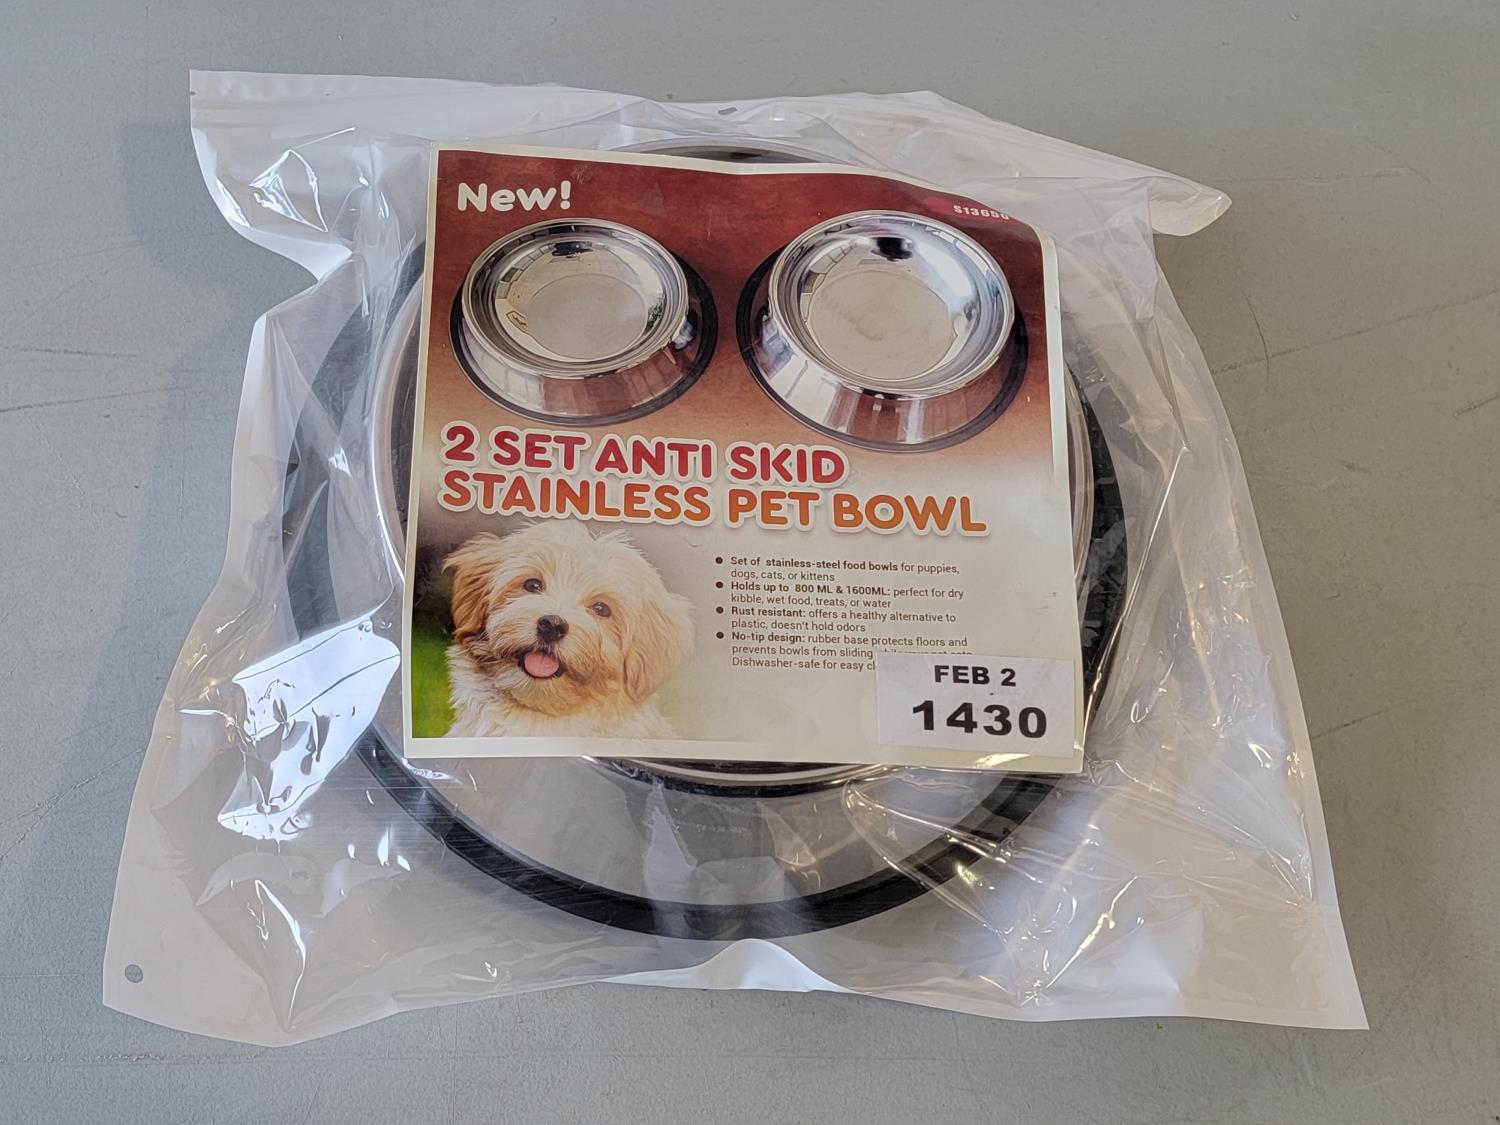 New!
S13650
2 SET ANTI SKID
STAINLESS PET BOWL
Set of stainless-steel food bowls for puppies,
dogs, cats, or kittens
Holds up to 800 ML & 1600ML: perfect for dry
kibble, wet food, treats, or water
Rust resistant: offers a healthy alternative to
plastic, doesn't hold odors
No-tip design: rubber base protects floors and
prevents bowls from sliding
Dishwasher-safe for easy
FEB 2
1430